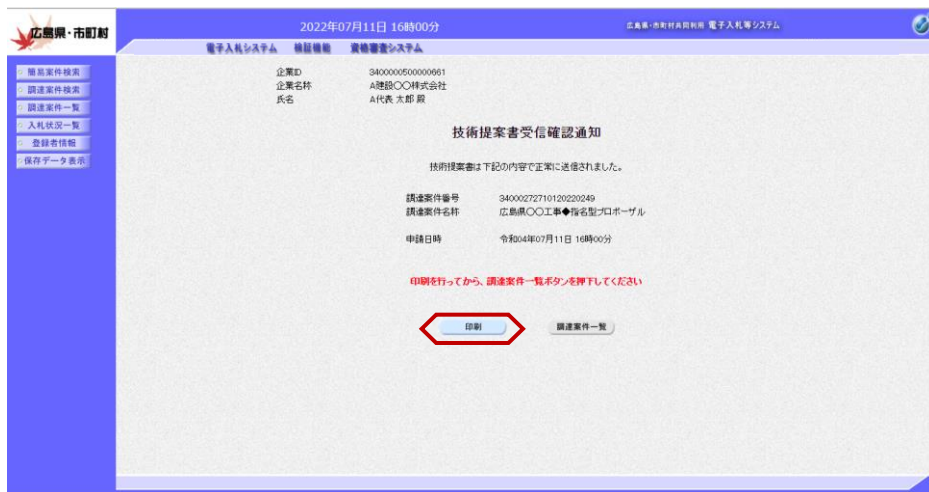 広島県・市町村
2022年07月11日 16時00分
広島県・市町村共同利用 電子入札等システム
電子入札システム 検証機能 資格審査システム
簡易案件検索
調達案件検索
調達案件一覧
入札状況一覧
登録者情報
保存データ表示
企業ID 3400000500000661
企業名称 A建設〇〇株式会社
氏名 A代表 太郎 殿
技術提案書受信確認通知
技術提案書は下記の内容で正常に送信されました。
調達案件番号 34000272710120220249
調達案件名称 広島県〇〇工事◆指名型プロポーザル
申請日時 令和04年07月11日 16時00分
印刷を行ってから、調達案件一覧ボタンを押下してください
印刷
調達案件一覧